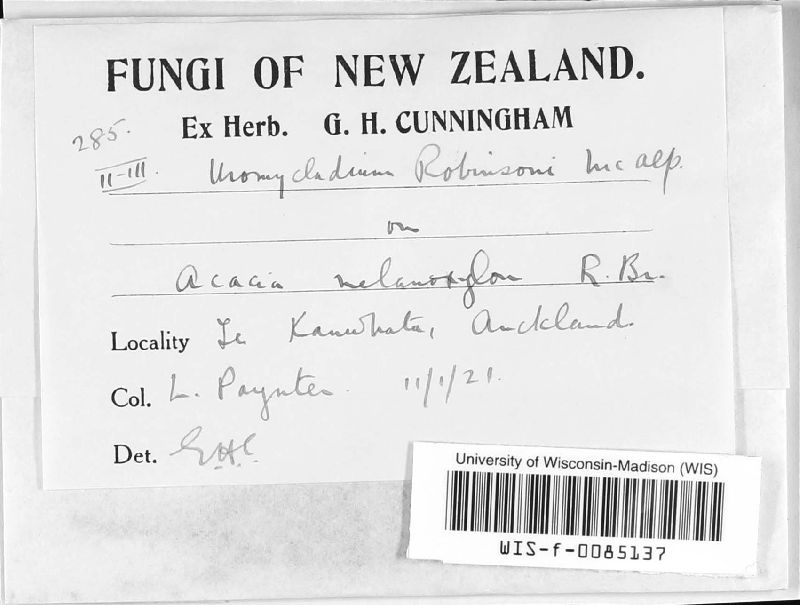 FUNGI OF NEW ZEALAND.
Ex Herb. G. H. CUNNINGHAM
285.
II-III. Uromycladium Robinsoni McAlp.
on
Acacia melanoxylon R. Br.
Locality Te Kauwhata, Auckland.
Col. L. Paynter 11/1/21.
Det. G.H.C.
University of Wisconsin-Madison (WIS)
WIS-f-0085137